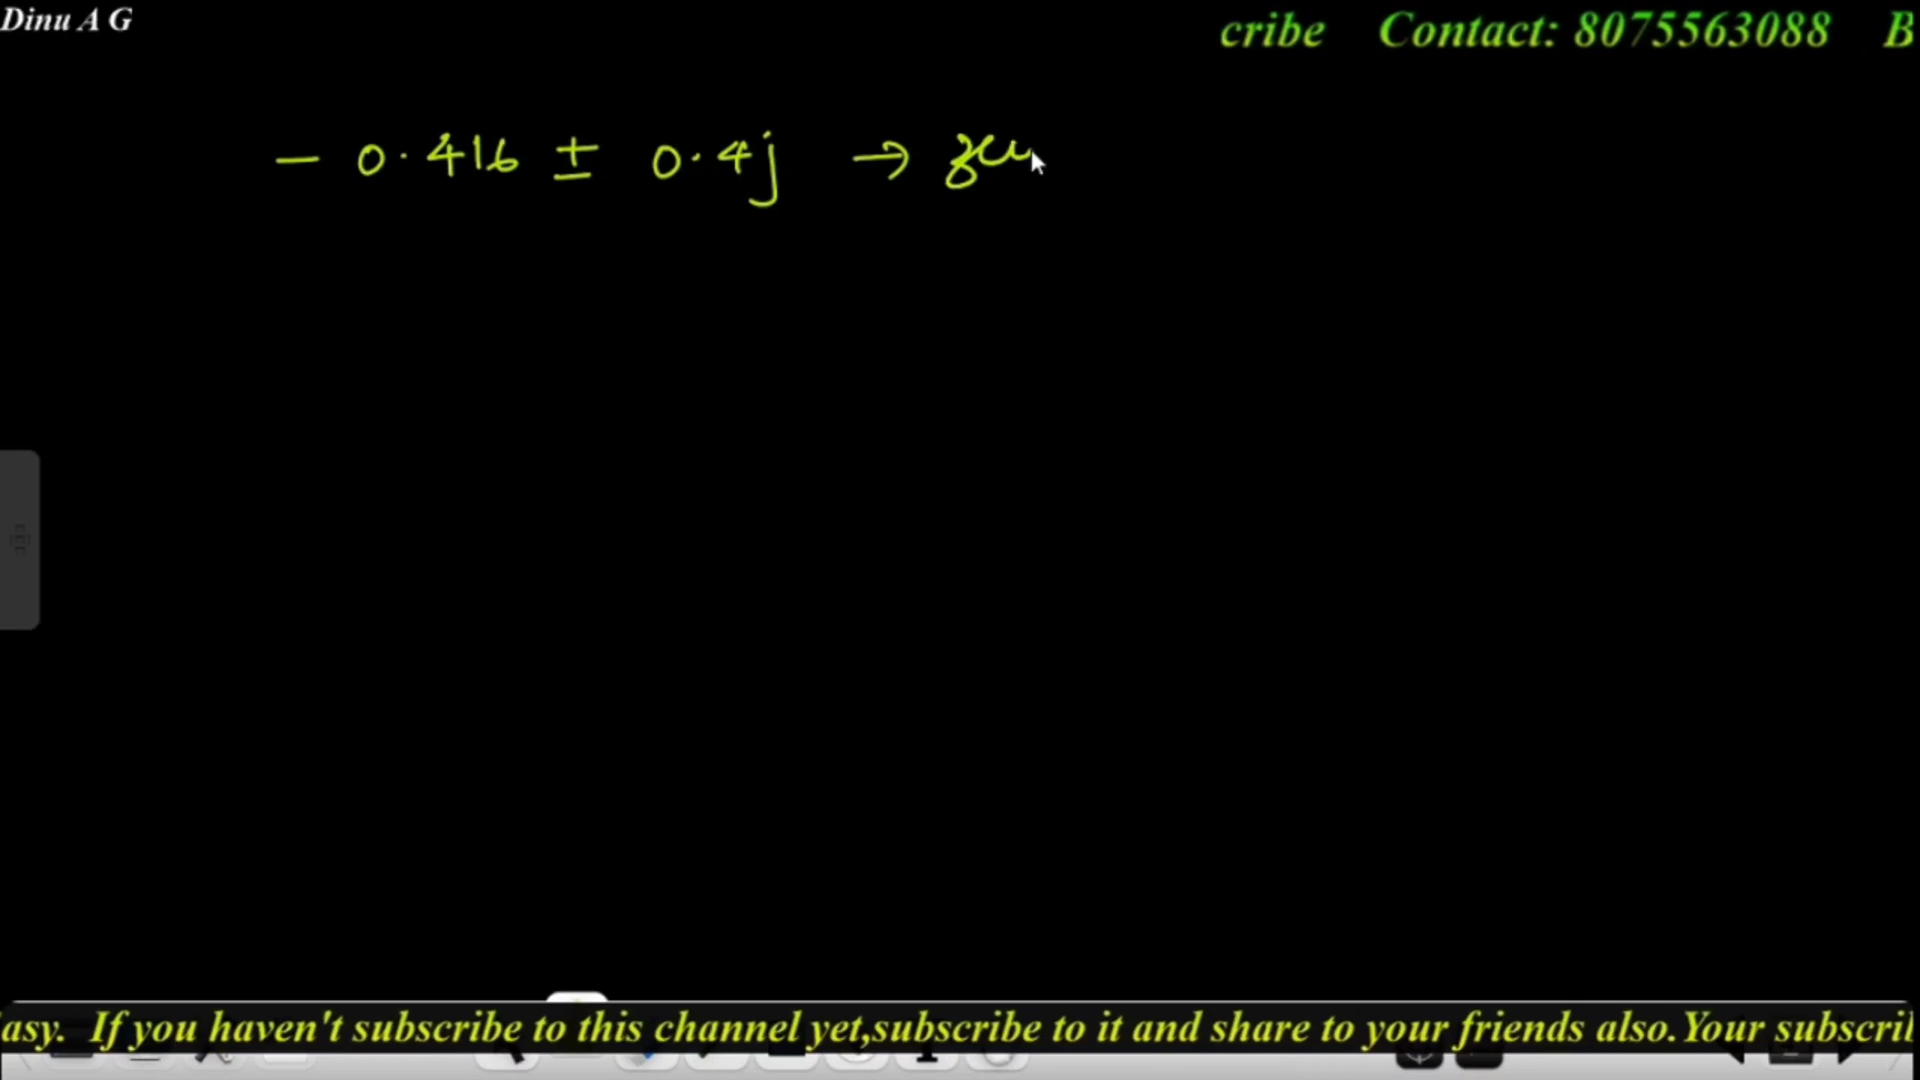 Dinu A G
cribe Contact: 8075563088 B
- 0.416 ± 0.4j →
asy. If you haven't subscribe to this channel yet,subscribe to it and share to your friends also.Your subscril